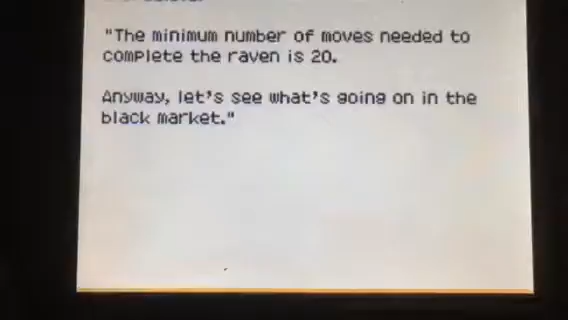 "The minimum number of moves needed to
complete the raven is 20.
Anyway, let's see what's going on in the
black market."